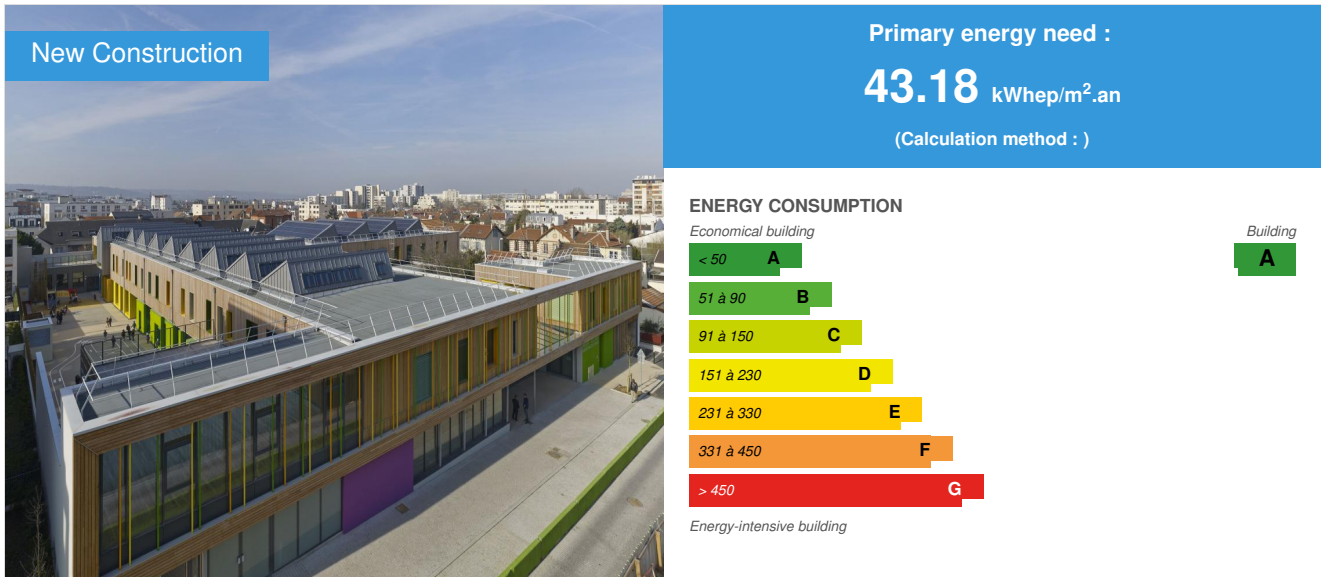 New Construction
Primary energy need :
43.18 kWhep/m².an
(Calculation method : )
ENERGY CONSUMPTION
Economical building
Building
< 50 A
A
51 à 90 B
91 à 150 C
151 à 230 D
231 à 330 E
331 à 450 F
> 450 G
Energy-intensive building